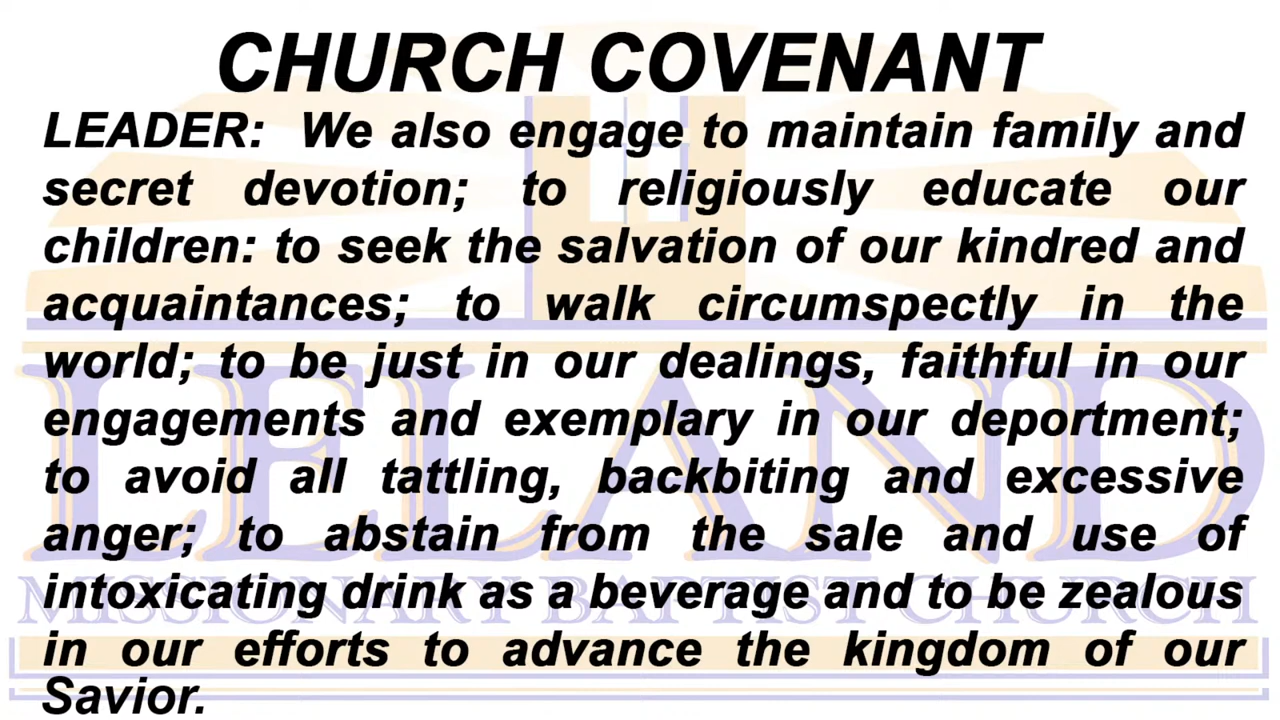 CHURCH COVENANT
LEADER: We also engage to maintain family and
secret devotion; to religiously educate our
children: to seek the salvation of our kindred and
acquaintances; to walk circumspectly in the
world; to be just in our dealings, faithful in our
engagements and exemplary in our deportment;
to avoid all tattling, backbiting and excessive
anger; to abstain from the sale and use of
intoxicating drink as a beverage and to be zealous
in our efforts to advance the kingdom of our
Savior.
LELAND
MISSIONARY BAPTIST CHURCH